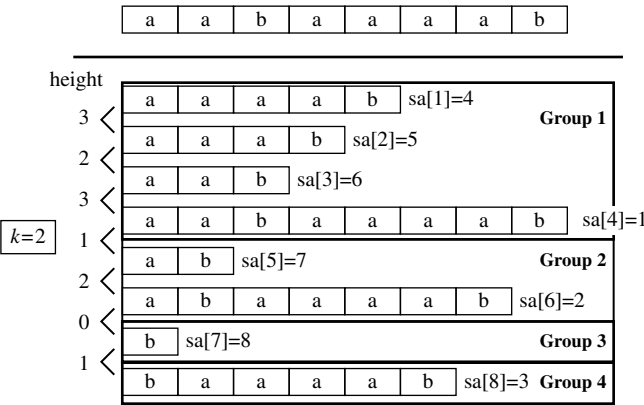 a a b a a a a b
height
a a a a b sa[1]=4
Group 1
3
a a a b sa[2]=5
2
a a b sa[3]=6
3
a a b a a a a b sa[4]=1
k=2
1
a b sa[5]=7 Group 2
2
a b a a a a b sa[6]=2
0
b sa[7]=8 Group 3
1
b a a a a b sa[8]=3 Group 4